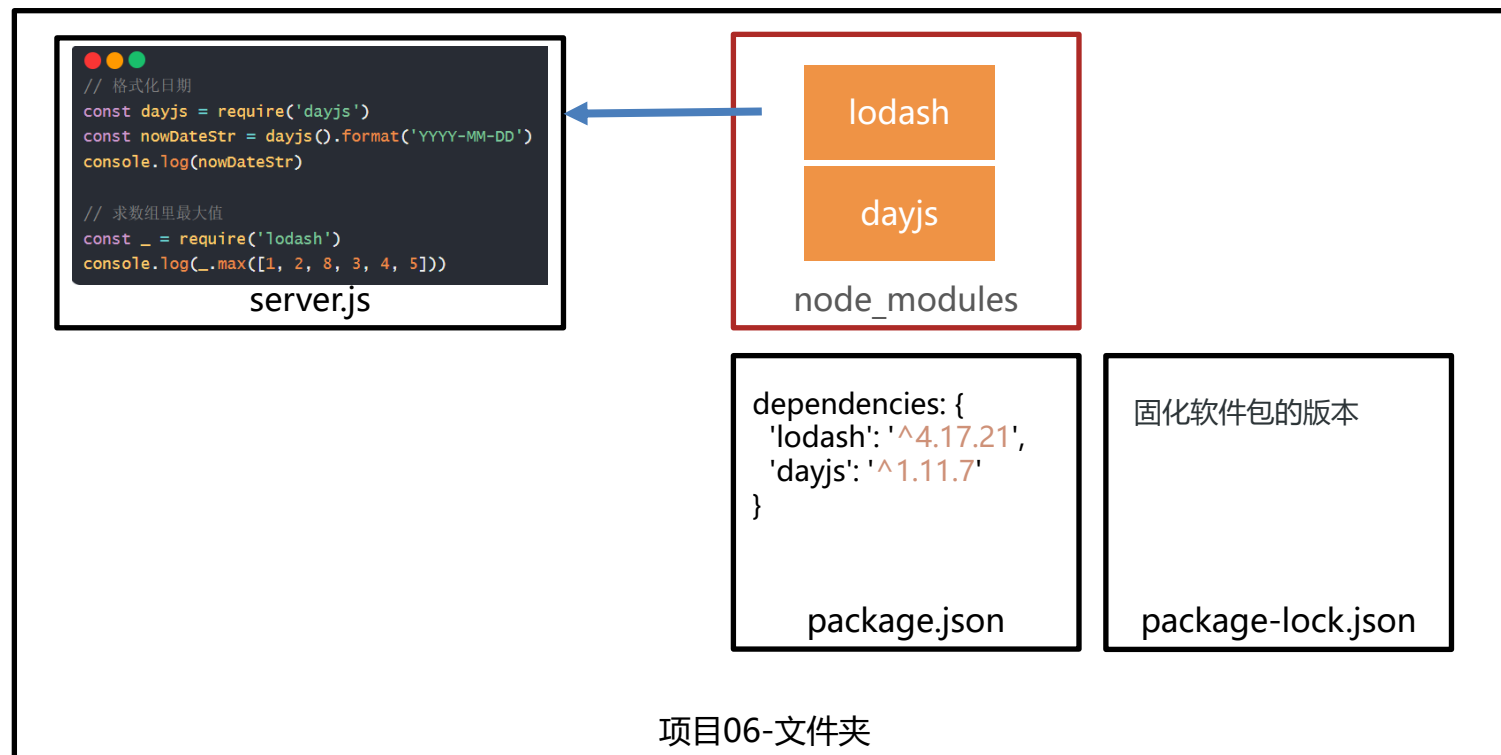 // 格式化日期
const dayjs = require('dayjs')
const nowDateStr = dayjs().format('YYYY-MM-DD')
console.log(nowDateStr)
// 求数组里最大值
const _ = require('lodash')
console.log(_.max([1, 2, 8, 3, 4, 5]))
server.js
lodash
dayjs
node_modules
dependencies: {
'lodash': '^4.17.21',
'dayjs': '^1.11.7'
}
package.json
固化软件包的版本
package-lock.json
项目06-文件夹